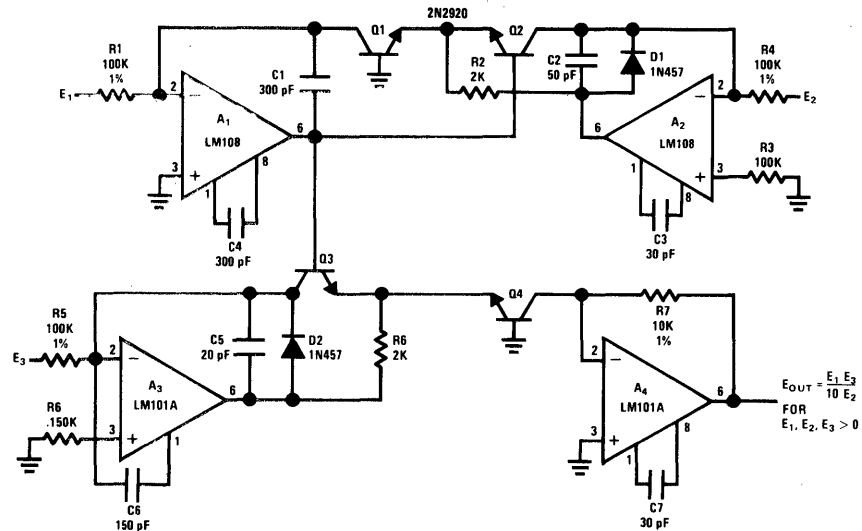 2N2920
Q1
Q2
R1
100K
1%
C1
300 pF
R2
2K
C2
50 pF
D1
1N457
R4
100K
1%
E1
2
−
A1
LM108
6
8
3
+
1
C4
300 pF
2
−
E2
A2
LM108
6
1
3
+
8
R3
100K
C3
30 pF
Q3
Q4
R5
100K
1%
E3
2
−
A3
LM101A
6
3
+
1
R6
.150K
C6
150 pF
C5
20 pF
D2
1N457
R6
2K
R7
10K
1%
2
−
A4
LM101A
6
8
3
+
1
C7
30 pF
EOUT = E1 E3
10 E2
FOR
E1, E2, E3 > 0